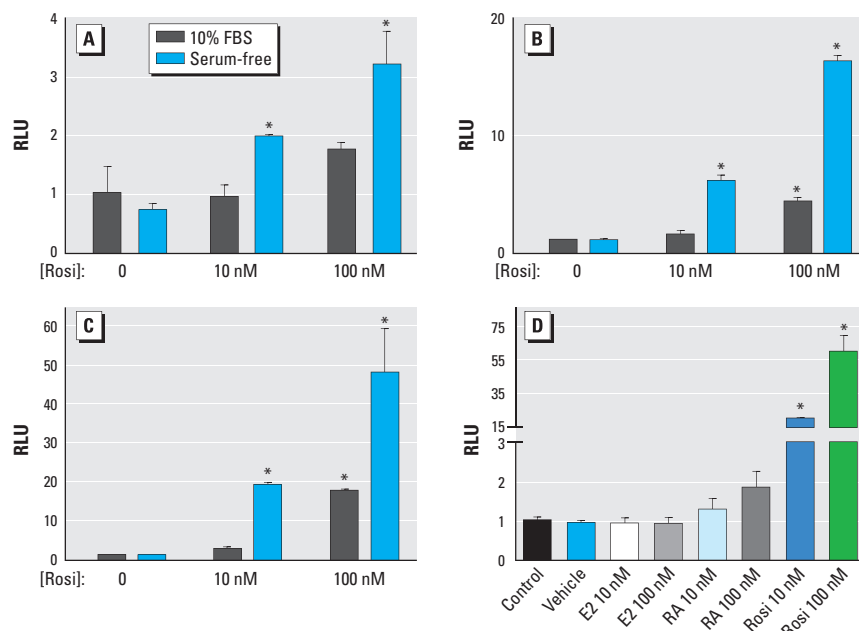 A
10% FBS
Serum-free
RLU
4
3
2
1
0
*
*
[Rosi]: 0 10 nM 100 nM
B
RLU
20
10
0
*
*
*
[Rosi]: 0 10 nM 100 nM
C
RLU
60
50
40
30
20
10
0
*
*
*
[Rosi]: 0 10 nM 100 nM
D
RLU
75
55
35
15
3
2
1
0
*
*
Control
Vehicle
E2 10 nM
E2 100 nM
RA 10 nM
RA 100 nM
Rosi 10 nM
Rosi 100 nM